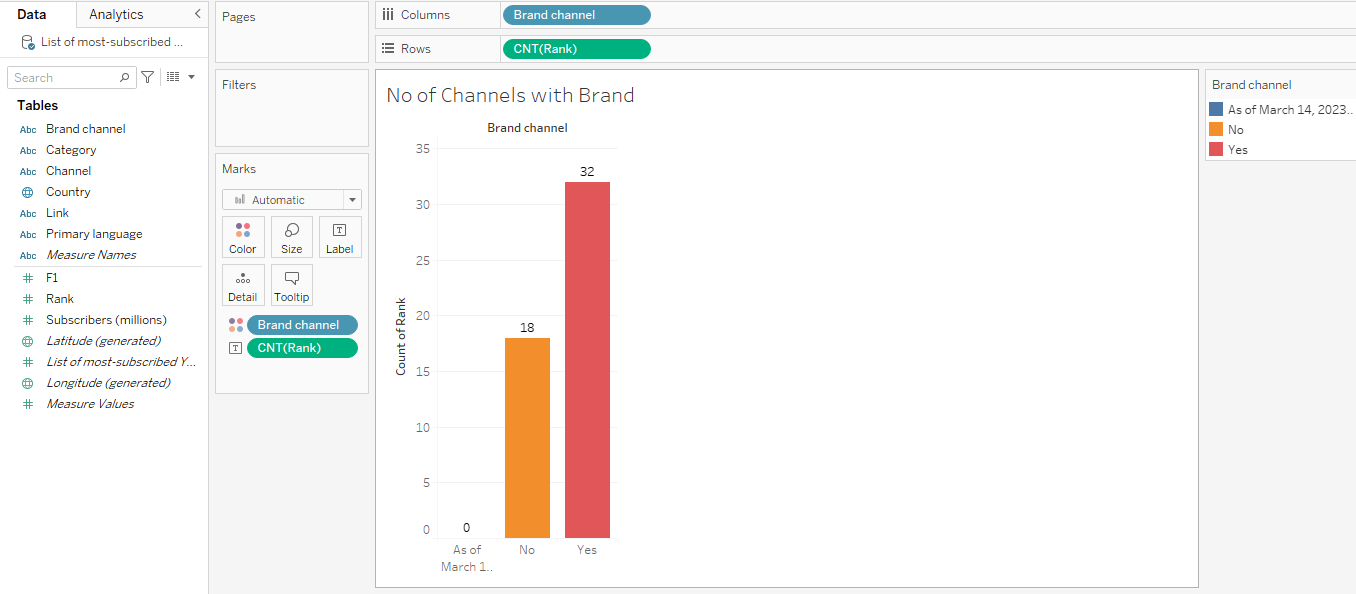 Data
Analytics
List of most-subscribed ...
Search
Tables
Abc Brand channel
Abc Category
Abc Channel
Country
Abc Link
Abc Primary language
Abc Measure Names
F1
Rank
Subscribers (millions)
Latitude (generated)
List of most-subscribed Y...
Longitude (generated)
Measure Values
Pages
Filters
Marks
Automatic
Color Size Label
Detail Tooltip
Brand channel
CNT(Rank)
Columns Brand channel
Rows CNT(Rank)
No of Channels with Brand
Brand channel
35
30
25
20
15
10
5
0
Count of Rank
0
18
32
As of
March 1..
No
Yes
Brand channel
As of March 14, 2023..
No
Yes